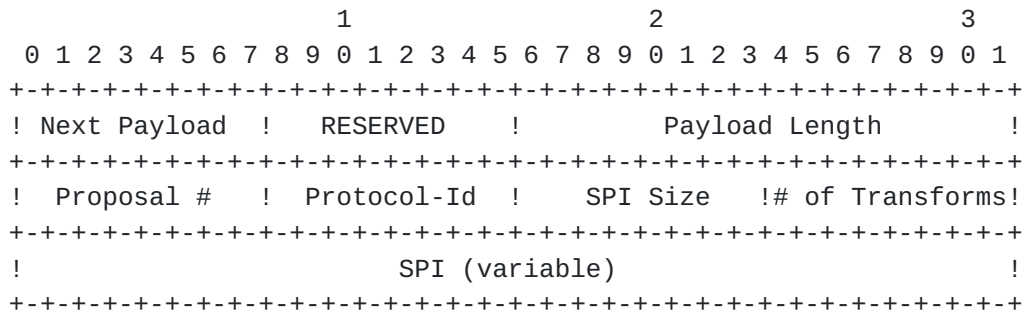 1                   2                   3
 0 1 2 3 4 5 6 7 8 9 0 1 2 3 4 5 6 7 8 9 0 1 2 3 4 5 6 7 8 9 0 1
+-+-+-+-+-+-+-+-+-+-+-+-+-+-+-+-+-+-+-+-+-+-+-+-+-+-+-+-+-+-+-+-+
! Next Payload  !   RESERVED    !         Payload Length        !
+-+-+-+-+-+-+-+-+-+-+-+-+-+-+-+-+-+-+-+-+-+-+-+-+-+-+-+-+-+-+-+-+
!  Proposal #   !  Protocol-Id  !    SPI Size   !# of Transforms!
+-+-+-+-+-+-+-+-+-+-+-+-+-+-+-+-+-+-+-+-+-+-+-+-+-+-+-+-+-+-+-+-+
!                        SPI (variable)                         !
+-+-+-+-+-+-+-+-+-+-+-+-+-+-+-+-+-+-+-+-+-+-+-+-+-+-+-+-+-+-+-+-+